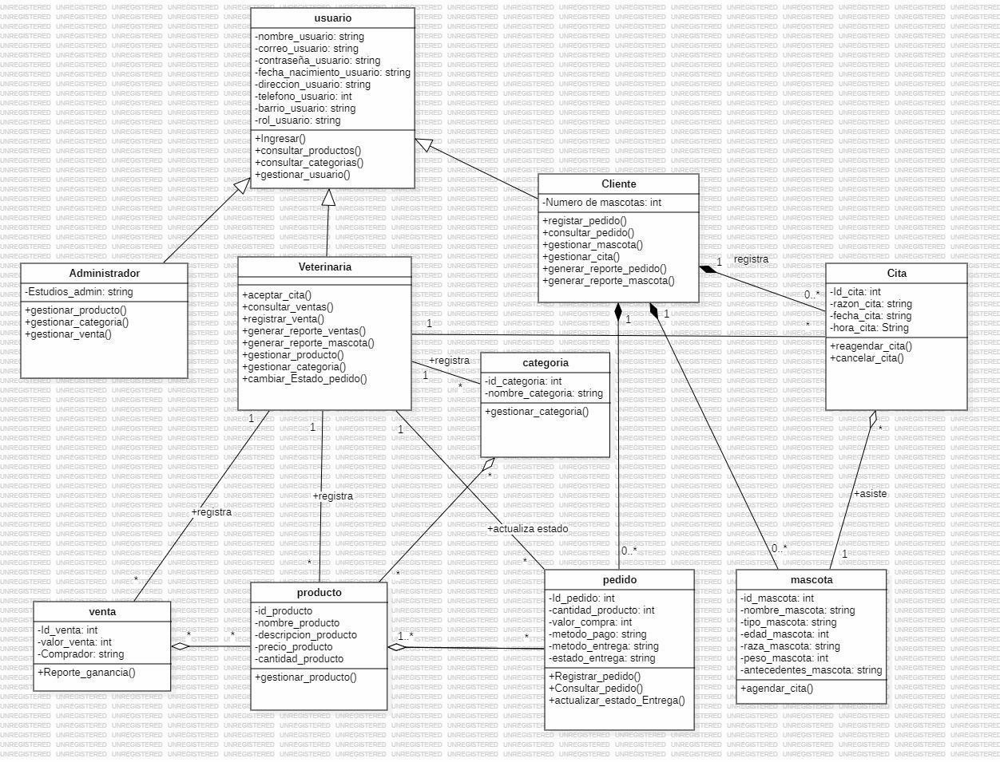 usuario
-nombre_usuario: string
-correo_usuario: string
-contraseña_usuario: string
-fecha_nacimiento_usuario: string
-direccion_usuario: string
-telefono_usuario: int
-barrio_usuario: string
-rol_usuario: string
+Ingresar()
+consultar_productos()
+consultar_categorias()
+gestionar_usuario()
Cliente
-Numero de mascotas: int
+registar_pedido()
+consultar_pedido()
+gestionar_mascota()
+gestionar_cita()
+generar_reporte_pedido()
+generar_reporte_mascota()
1 registra
0..*
Administrador
-Estudios_admin: string
+gestionar_producto()
+gestionar_categoria()
+gestionar_venta()
Veterinaria
+aceptar_cita()
+consultar_ventas()
+registrar_venta()
+generar_reporte_ventas()
+generar_reporte_mascota()
+gestionar_producto()
+gestionar_categoria()
+cambiar_Estado_pedido()
Cita
-Id_cita: int
-razon_cita: string
-fecha_cita: string
-hora_cita: String
+reagendar_cita()
+cancelar_cita()
1
*
1
1
+registra
1
*
categoria
-id_categoria: int
-nombre_categoria: string
+gestionar_categoria()
1
1
1
*
*
+registra
+registra
+actualiza estado
+asiste
*
*
*
*
0..*
0..*
1
venta
-Id_venta: int
-valor_venta: int
-Comprador: string
+Reporte_ganancia()
*
*
producto
-id_producto
-nombre_producto
-descripcion_producto
-precio_producto
-cantidad_producto
+gestionar_producto()
1..*
*
pedido
-Id_pedido: int
-cantidad_producto: int
-valor_compra: int
-metodo_pago: string
-metodo_entrega: string
-estado_entrega: string
+Registrar_pedido()
+Consultar_pedido()
+actualizar_estado_Entrega()
mascota
-id_mascota: int
-nombre_mascota: string
-tipo_mascota: string
-edad_mascota: int
-raza_mascota: string
-peso_mascota: int
-antecedentes_mascota: string
+agendar_cita()
UNREGISTERED